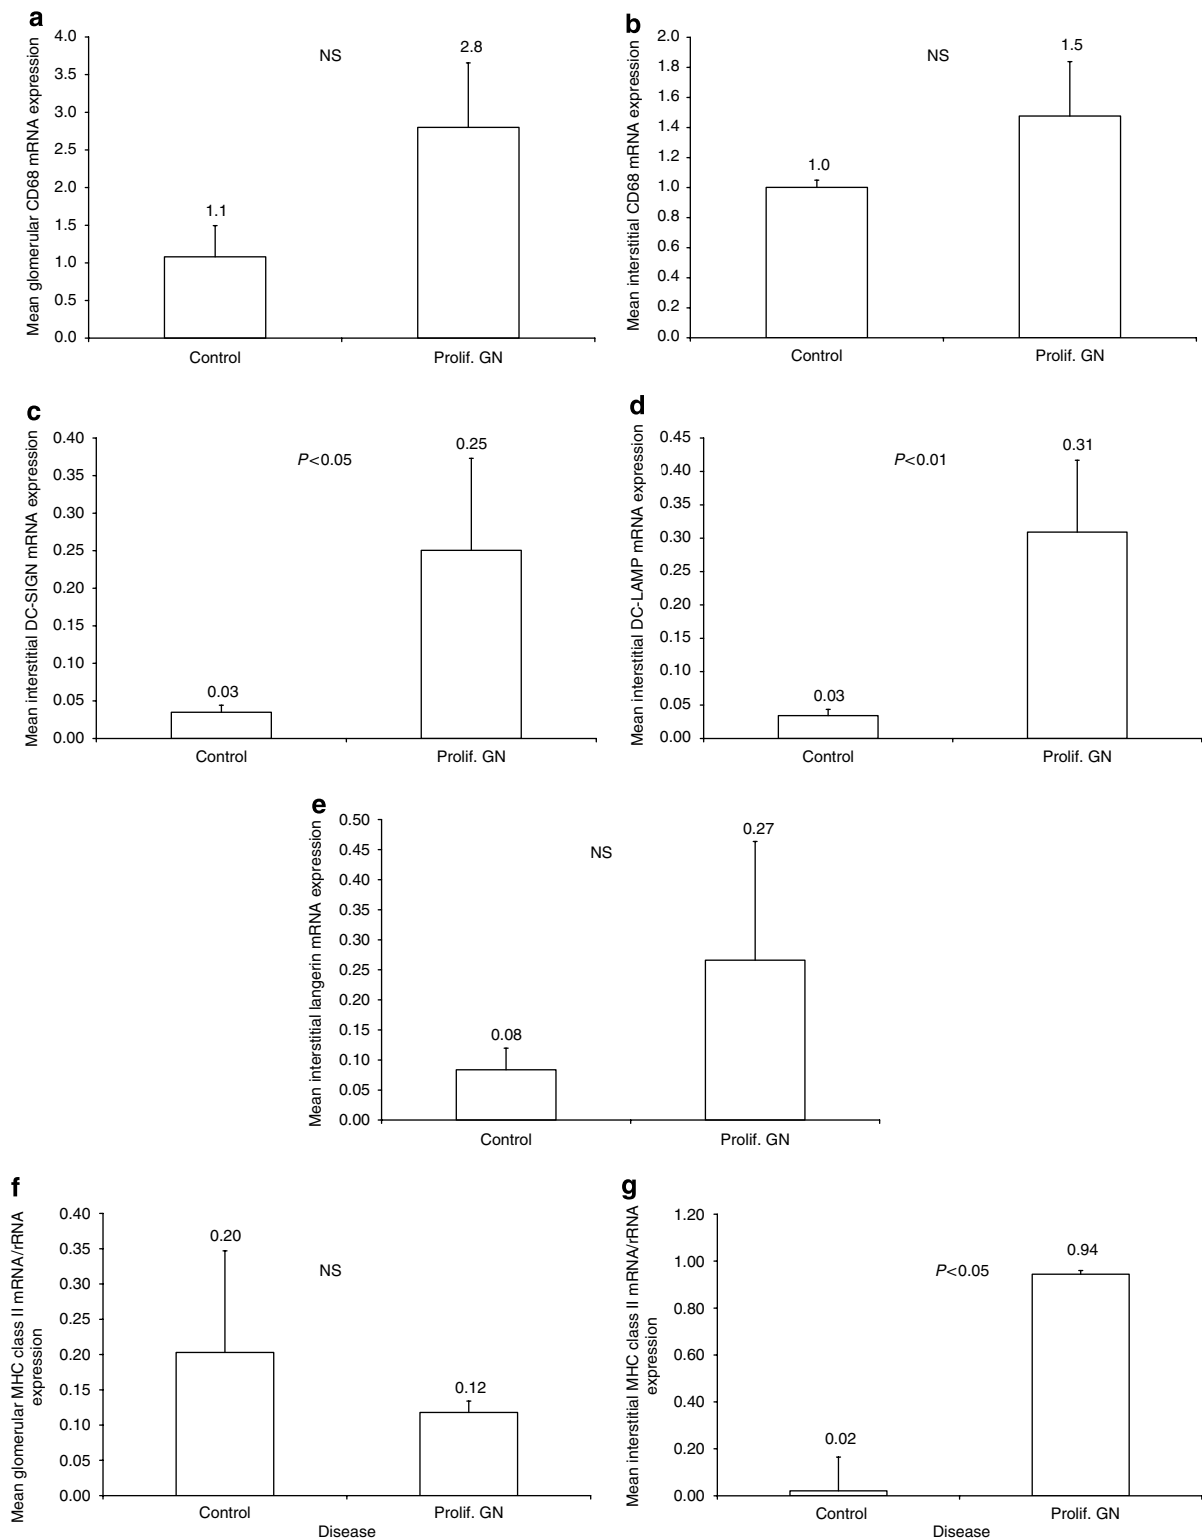 a
Mean glomerular CD68 mRNA expression
4.0
3.5
3.0
2.5
2.0
1.5
1.0
0.5
0.0
NS
1.1
2.8
Control
Prolif. GN
b
Mean interstitial CD68 mRNA expression
2.0
1.8
1.6
1.4
1.2
1.0
0.8
0.6
0.4
0.2
0.0
NS
1.0
1.5
Control
Prolif. GN
c
Mean interstitial DC-SIGN mRNA expression
0.40
0.35
0.30
0.25
0.20
0.15
0.10
0.05
0.00
P<0.05
0.03
0.25
Control
Prolif. GN
d
Mean interstitial DC-LAMP mRNA expression
0.45
0.40
0.35
0.30
0.25
0.20
0.15
0.10
0.05
0.00
P<0.01
0.03
0.31
Control
Prolif. GN
e
Mean interstitial langerin mRNA expression
0.50
0.45
0.40
0.35
0.30
0.25
0.20
0.15
0.10
0.05
0.00
NS
0.08
0.27
Control
Prolif. GN
f
Mean glomerular MHC class II mRNA/rRNA
expression
0.40
0.35
0.30
0.25
0.20
0.15
0.10
0.05
0.00
NS
0.20
0.12
Control
Prolif. GN
Disease
g
Mean interstitial MHC class II mRNA/rRNA
expression
1.20
1.00
0.80
0.60
0.40
0.20
0.00
P<0.05
0.02
0.94
Control
Prolif. GN
Disease